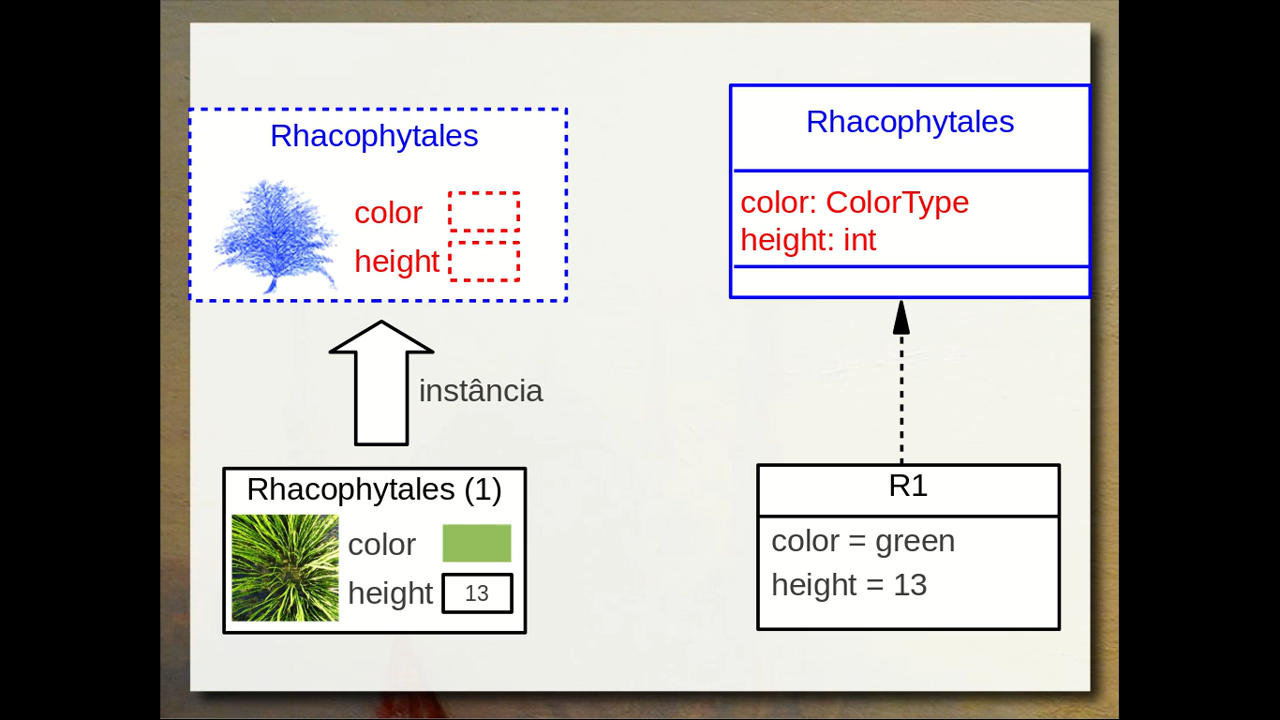 Rhacophytales
color
height
instância
Rhacophytales (1)
color
height 13
Rhacophytales
color: ColorType
height: int
R1
color = green
height = 13